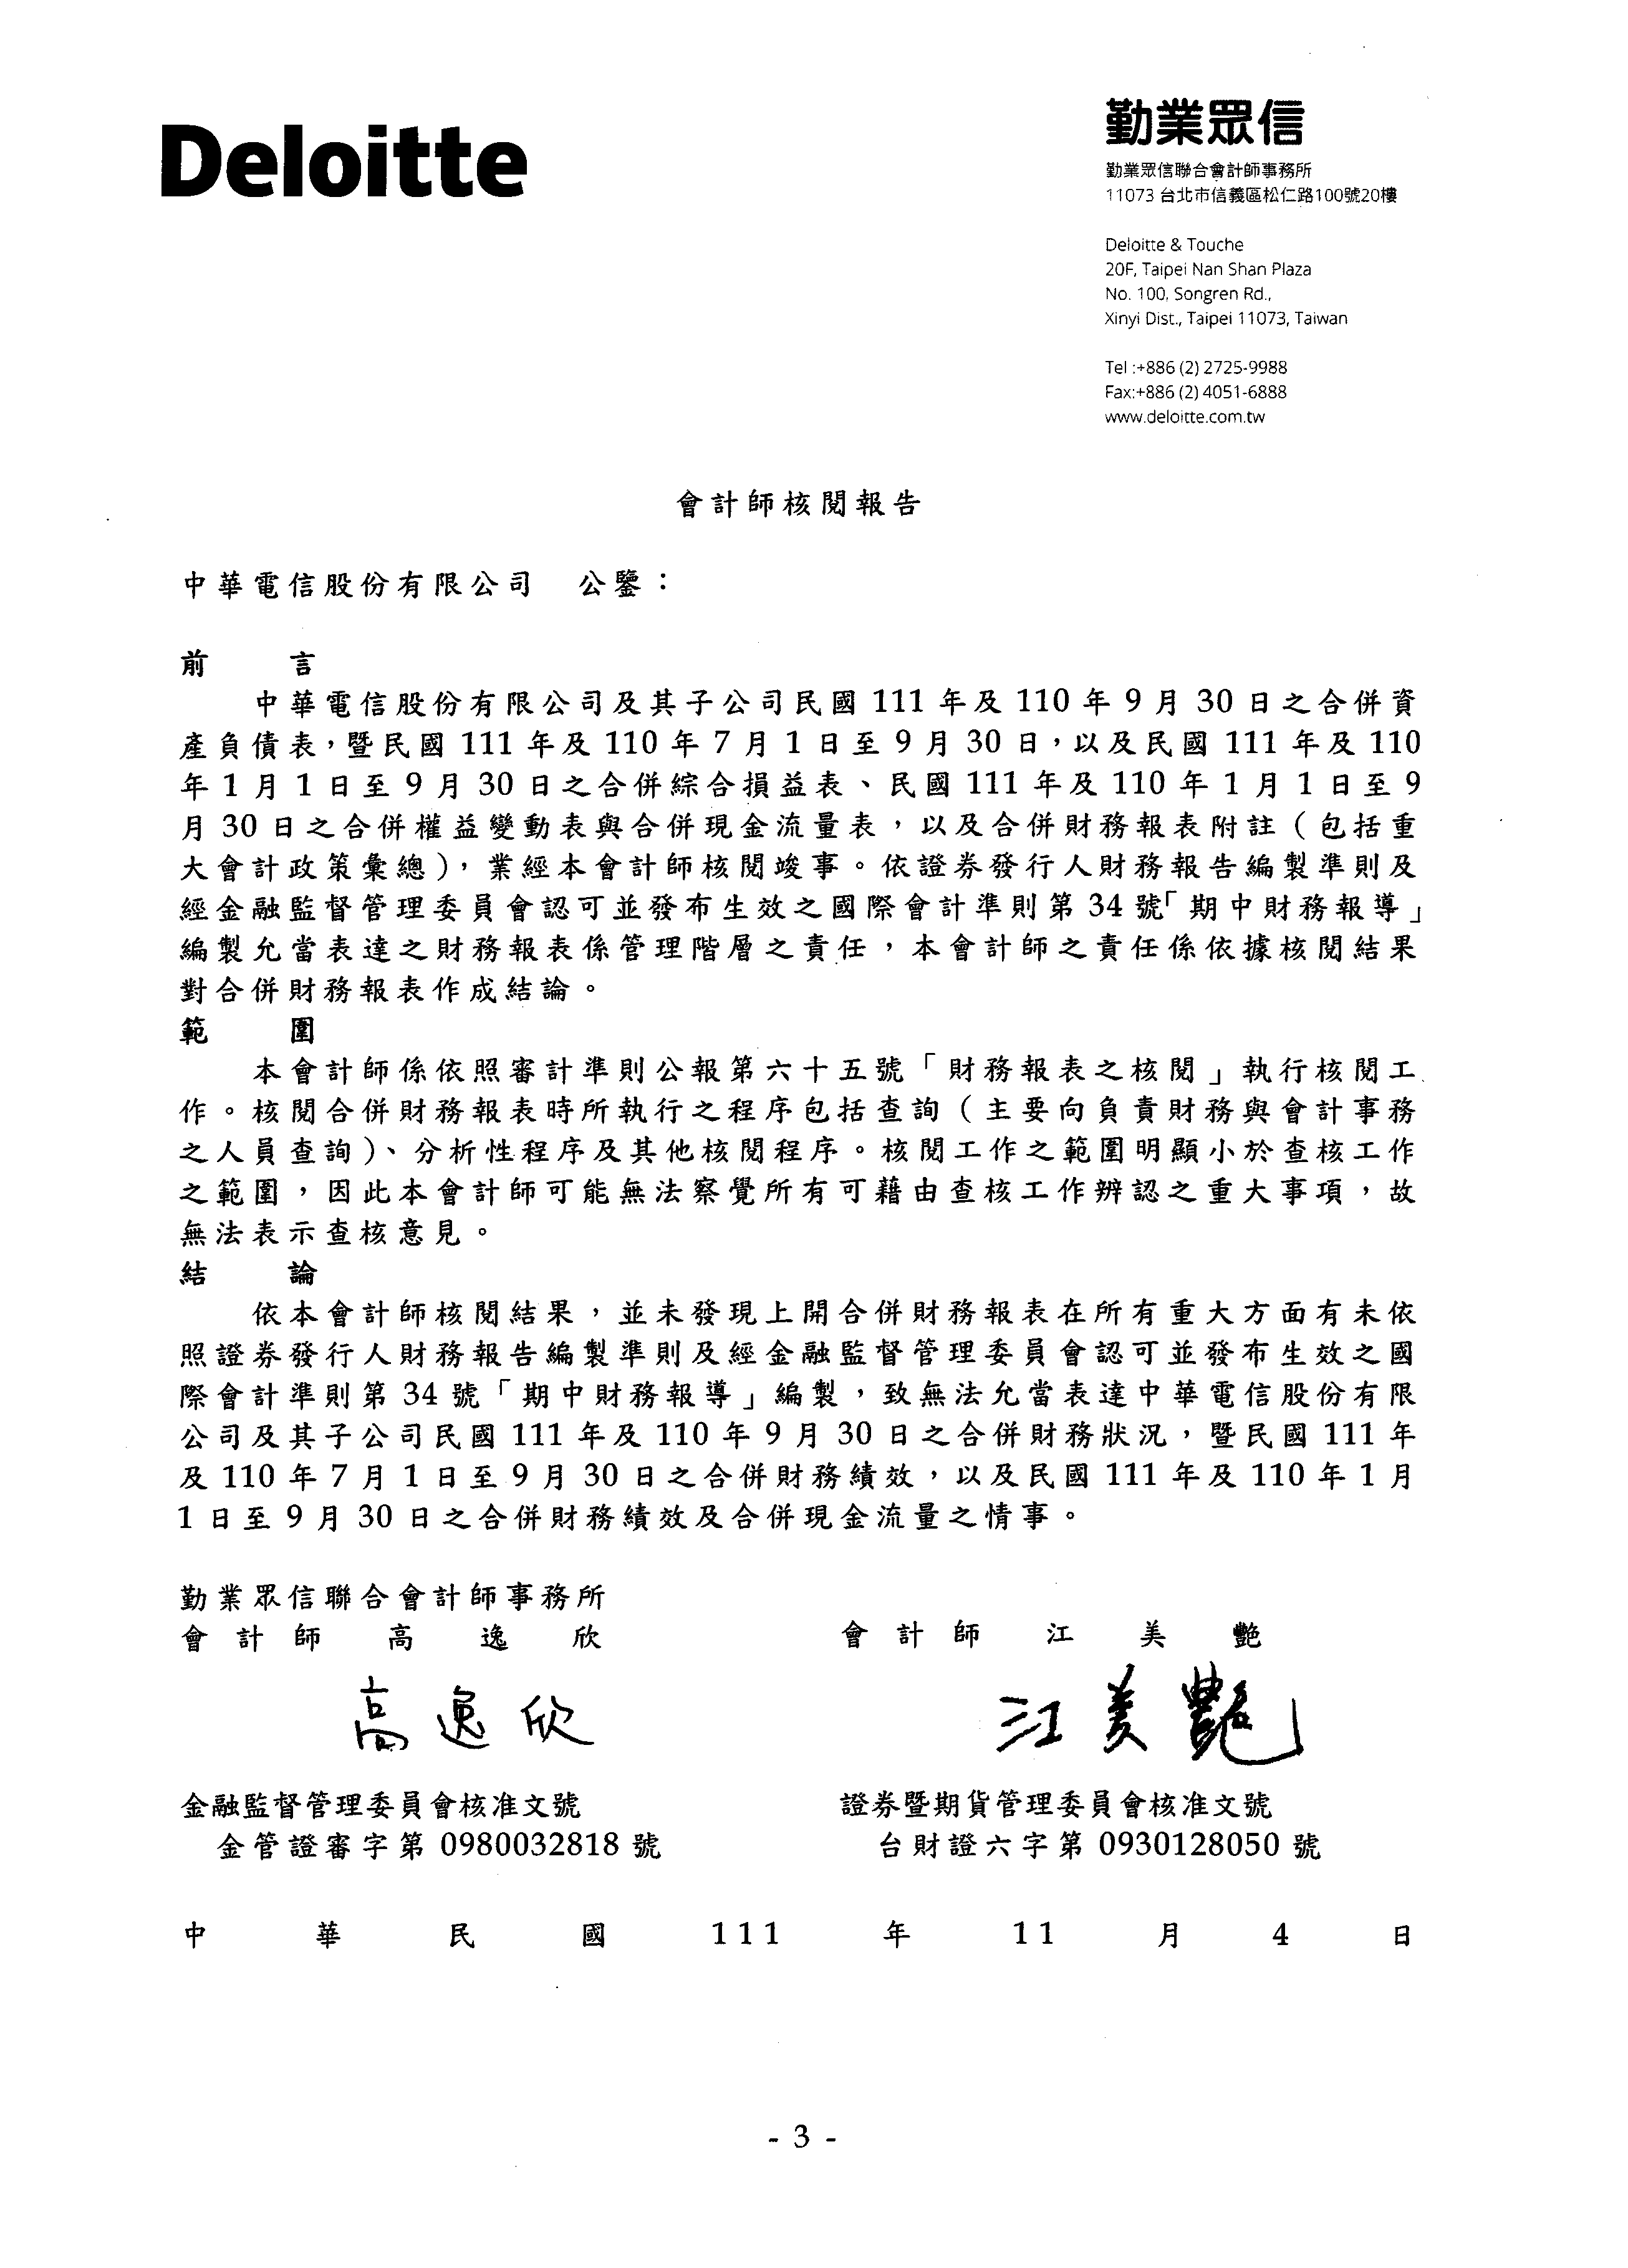 Deloitte
勤業眾信
勤業眾信聯合會計師事務所
11073 台北市信義區松仁路100號20樓
Deloitte & Touche
20F, Taipei Nan Shan Plaza
No. 100, Songren Rd.,
Xinyi Dist., Taipei 11073, Taiwan
Tel :+886 (2) 2725-9988
Fax:+886 (2) 4051-6888
www.deloitte.com.tw
會計師核閱報告
中華電信股份有限公司　公鑒：
前　　言
中華電信股份有限公司及其子公司民國 111 年及 110 年 9 月 30 日之合併資
產負債表，暨民國 111 年及 110 年 7 月 1 日至 9 月 30 日，以及民國 111 年及 110
年 1 月 1 日至 9 月 30 日之合併綜合損益表、民國 111 年及 110 年 1 月 1 日至 9
月 30 日之合併權益變動表與合併現金流量表，以及合併財務報表附註（包括重
大會計政策彙總），業經本會計師核閱竣事。依證券發行人財務報告編製準則及
經金融監督管理委員會認可並發布生效之國際會計準則第 34 號「期中財務報導」
編製允當表達之財務報表係管理階層之責任，本會計師之責任係依據核閱結果
對合併財務報表作成結論。
範　　圍
本會計師係依照審計準則公報第六十五號「財務報表之核閱」執行核閱工
作。核閱合併財務報表時所執行之程序包括查詢（主要向負責財務與會計事務
之人員查詢）、分析性程序及其他核閱程序。核閱工作之範圍明顯小於查核工作
之範圍，因此本會計師可能無法察覺所有可藉由查核工作辨認之重大事項，故
無法表示查核意見。
結　　論
依本會計師核閱結果，並未發現上開合併財務報表在所有重大方面有未依
照證券發行人財務報告編製準則及經金融監督管理委員會認可並發布生效之國
際會計準則第 34 號「期中財務報導」編製，致無法允當表達中華電信股份有限
公司及其子公司民國 111 年及 110 年 9 月 30 日之合併財務狀況，暨民國 111 年
及 110 年 7 月 1 日至 9 月 30 日之合併財務績效，以及民國 111 年及 110 年 1 月
1 日至 9 月 30 日之合併財務績效及合併現金流量之情事。
勤業眾信聯合會計師事務所
會計師　高　逸　欣　　會計師　江　美　艷
高逸欣　　江美艷
金融監督管理委員會核准文號　　證券暨期貨管理委員會核准文號
金管證審字第 0980032818 號　　台財證六字第 0930128050 號
中　華　民　國　111　年　11　月　4　日
- 3 -